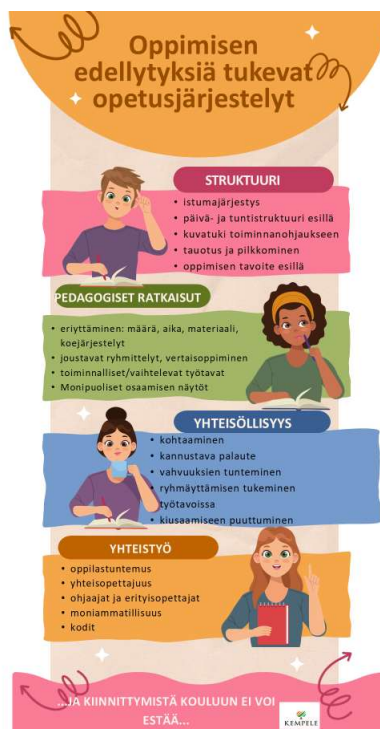 Oppimisen
edellytyksiä tukevat
opetusjärjestelyt
STRUKTUURI
• istumajärjestys
• päivä- ja tuntistruktuuri esillä
• kuvatuki toiminnanohjaukseen
• tauotus ja pilkkominen
• oppimisen tavoite esillä
PEDAGOGISET RATKAISUT
• eriyttäminen: määrä, aika, materiaali,
koejärjestelyt
• joustavat ryhmittelyt, vertaisoppiminen
• toiminnalliset/vaihtelevat työtavat
• Monipuoliset osaamisen näytöt
YHTEISÖLLISYYS
• kohtaaminen
• kannustava palaute
• vahvuuksien tunteminen
• ryhmäyttämisen tukeminen
työtavoissa
• kiusaamiseen puuttuminen
YHTEISTYÖ
• oppilastuntemus
• yhteisopettajuus
• ohjaajat ja erityisopettajat
• moniammatillisuus
• kodit
...JA KIINNITTYMISTÄ KOULUUN EI VOI
ESTÄÄ...
KEMPELE